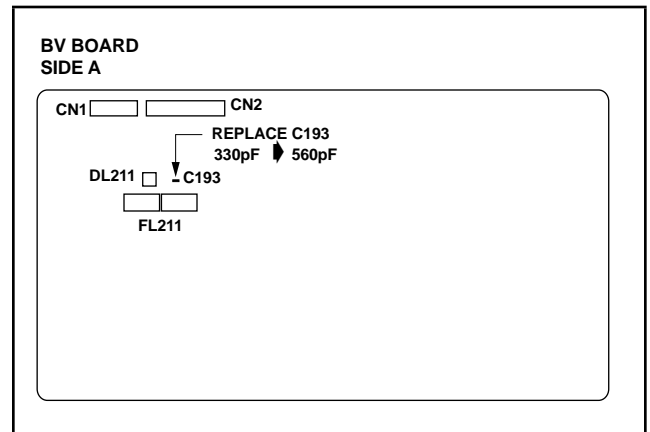 BV BOARD
SIDE A
CN1 CN2
REPLACE C193
330pF 560pF
DL211 C193
FL211